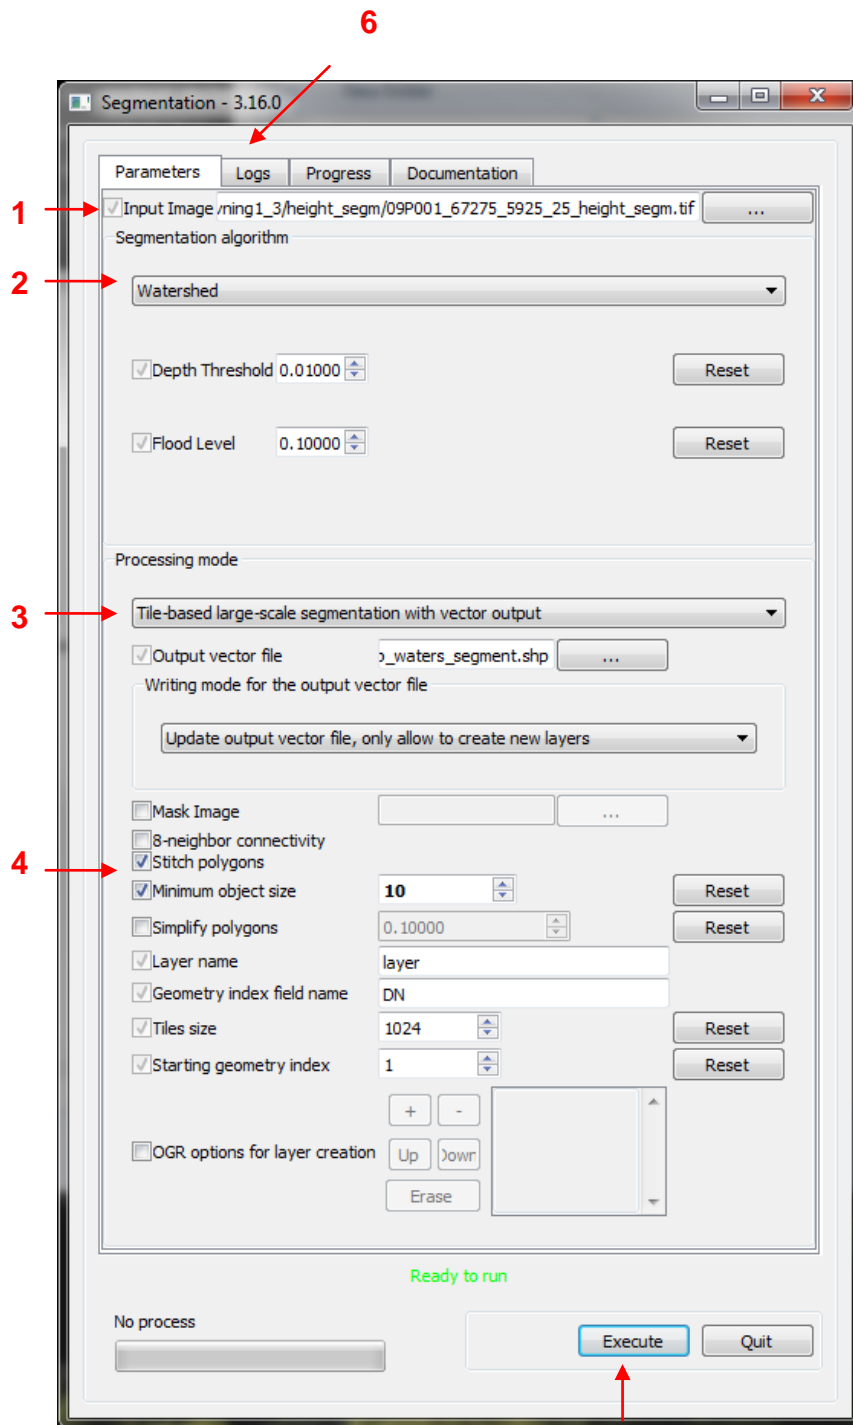 6
Segmentation - 3.16.0
Parameters Logs Progress Documentation
1 Input Image /ning1_3/height_segm/09P001_67275_5925_25_height_segm.tif ...
Segmentation algorithm
2 Watershed
Depth Threshold 0.01000 Reset
Flood Level 0.10000 Reset
Processing mode
3 Tile-based large-scale segmentation with vector output
Output vector file _waters_segment.shp ...
Writing mode for the output vector file
Update output vector file, only allow to create new layers
Mask Image ...
8-neighbor connectivity
4 Stitch polygons
Minimum object size 10 Reset
Simplify polygons 0.10000 Reset
Layer name layer
Geometry index field name DN
Tiles size 1024 Reset
Starting geometry index 1 Reset
+ -
OGR options for layer creation Up Down
Erase
Ready to run
No process
Execute Quit